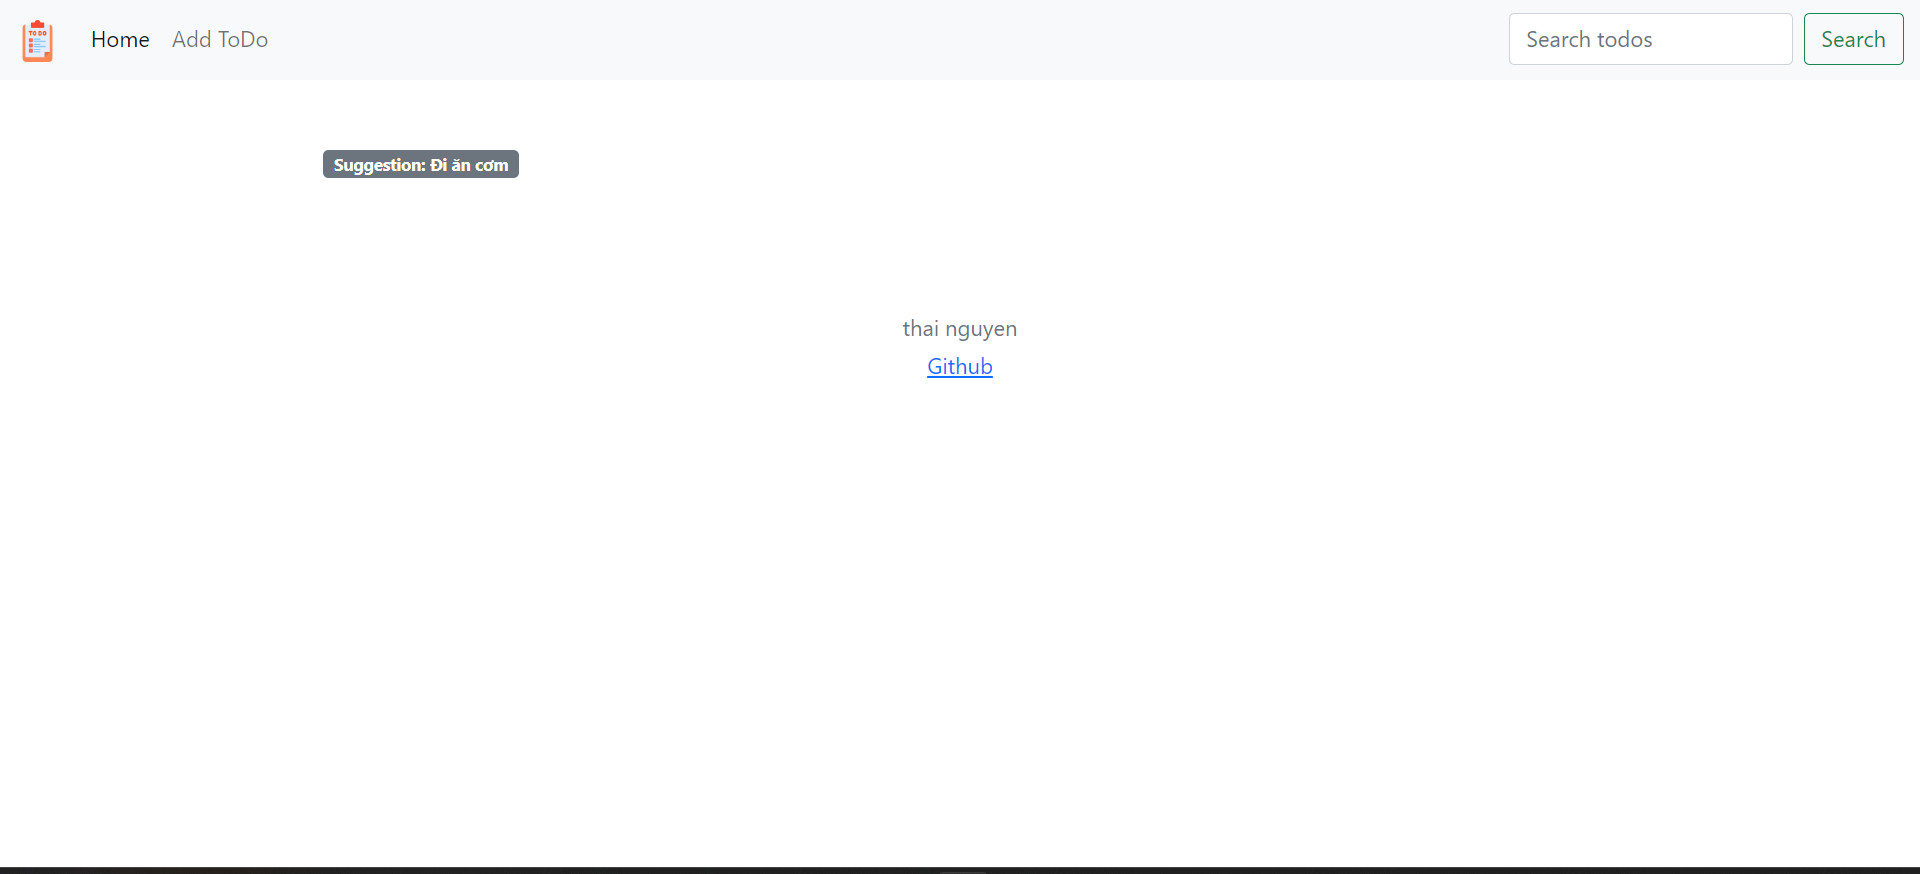 TO DO
Home
Add ToDo
Search todos
Search
Suggestion: Đi ăn cơm
thai nguyen
Github